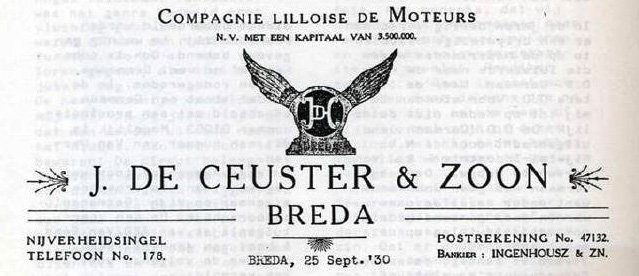 COMPAGNIE LILLOISE DE MOTEURS
N. V. MET EEN KAPITAAL VAN 3.500.000.
JDC
BREDA
J. DE CEUSTER & ZOON
BREDA
NIJVERHEIDSINGEL
TELEFOON No. 178.
BREDA, 25 Sept. '30
POSTREKENING No. 47132.
BANKIER : INGENHOUSZ & ZN.